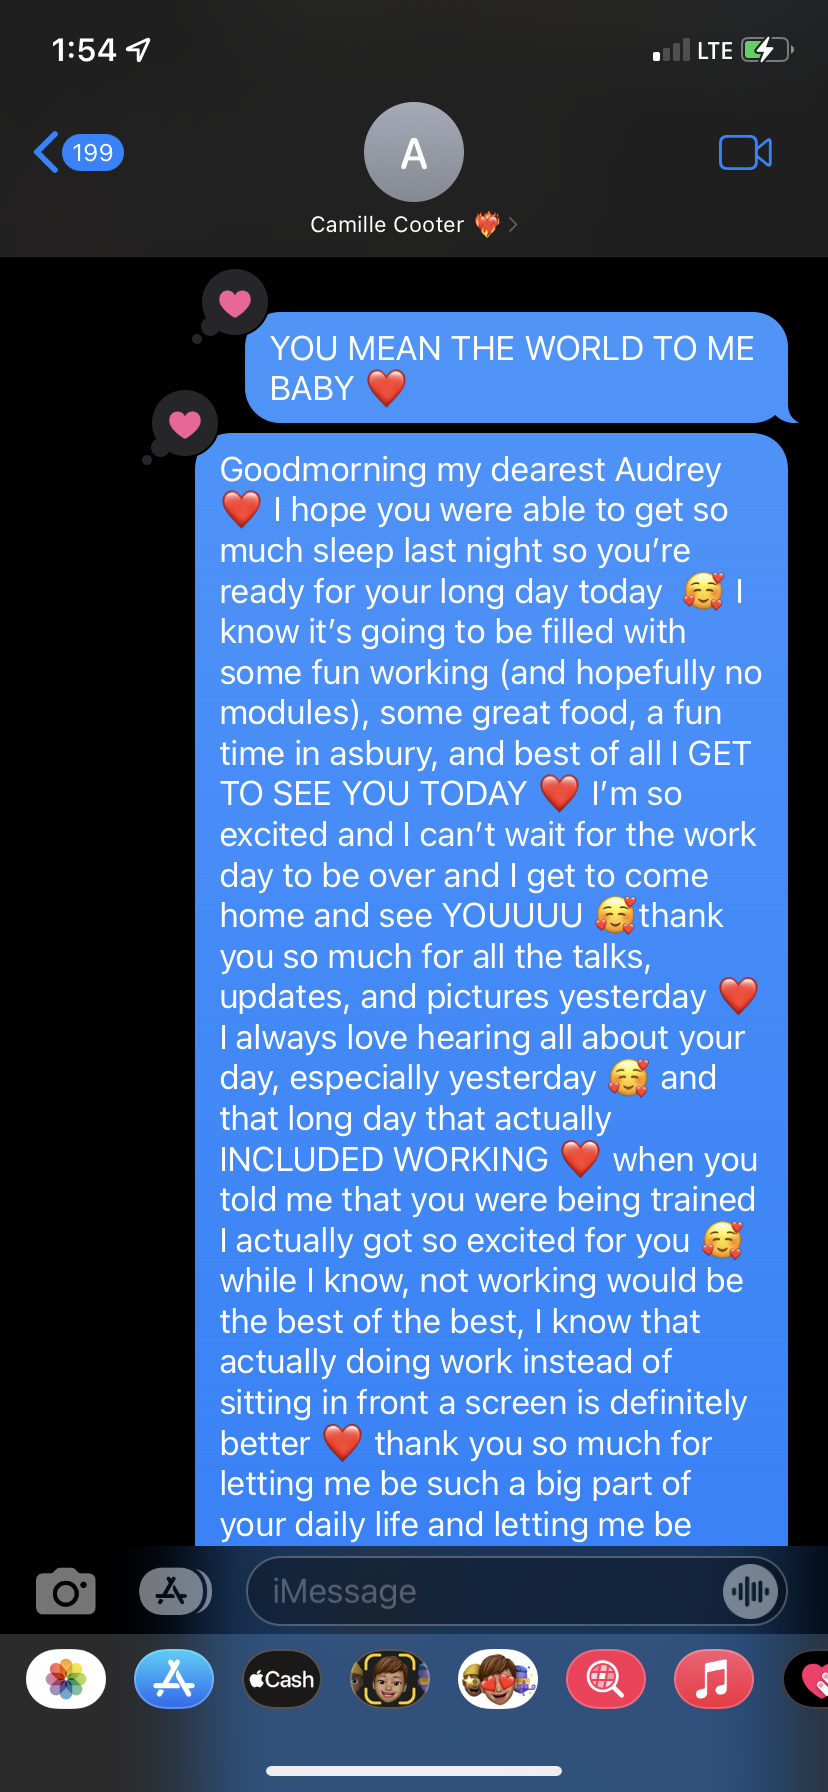 1:54
LTE
199
A
Camille Cooter ❤️‍🔥
YOU MEAN THE WORLD TO ME
BABY ❤️
Goodmorning my dearest Audrey
❤️ I hope you were able to get so
much sleep last night so you’re
ready for your long day today  🥰 I
know it’s going to be filled with
some fun working (and hopefully no
modules), some great food, a fun
time in asbury, and best of all I GET
TO SEE YOU TODAY ❤️ I’m so
excited and I can’t wait for the work
day to be over and I get to come
home and see YOUUUU 🥰thank
you so much for all the talks,
updates, and pictures yesterday ❤️
I always love hearing all about your
day, especially yesterday 🥰 and
that long day that actually
INCLUDED WORKING ❤️ when you
told me that you were being trained
I actually got so excited for you 🥰
while I know, not working would be
the best of the best, I know that
actually doing work instead of
sitting in front a screen is definitely
better ❤️ thank you so much for
letting me be such a big part of
your daily life and letting me be
iMessage
Cash